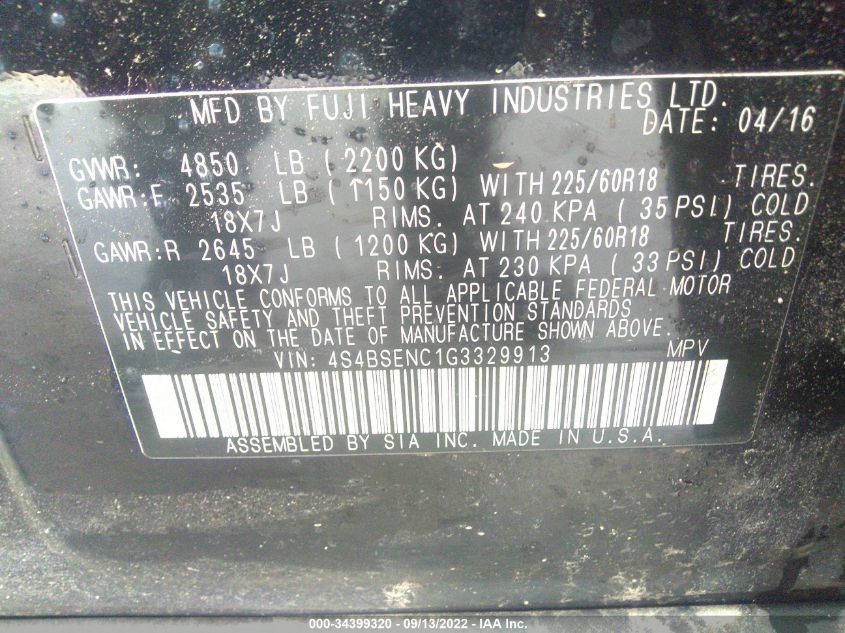 MFD BY FUJI HEAVY INDUSTRIES LTD.
DATE: 04/16
GVWR: 4850 LB (2200 KG)
GAWR:F 2535 LB (1150 KG) WITH 225/60R18 TIRES.
18X7J RIMS. AT 240 KPA (35 PSI) COLD
GAWR:R 2645 LB (1200 KG) WITH 225/60R18 TIRES.
18X7J RIMS. AT 230 KPA (33 PSI) COLD
THIS VEHICLE CONFORMS TO ALL APPLICABLE FEDERAL MOTOR
VEHICLE SAFETY AND THEFT PREVENTION STANDARDS
IN EFFECT ON THE DATE OF MANUFACTURE SHOWN ABOVE.
VIN: 4S4BSENC1G3329913 MPV
ASSEMBLED BY SIA INC. MADE IN U.S.A.
000-34399320 - 09/13/2022 - IAA Inc.